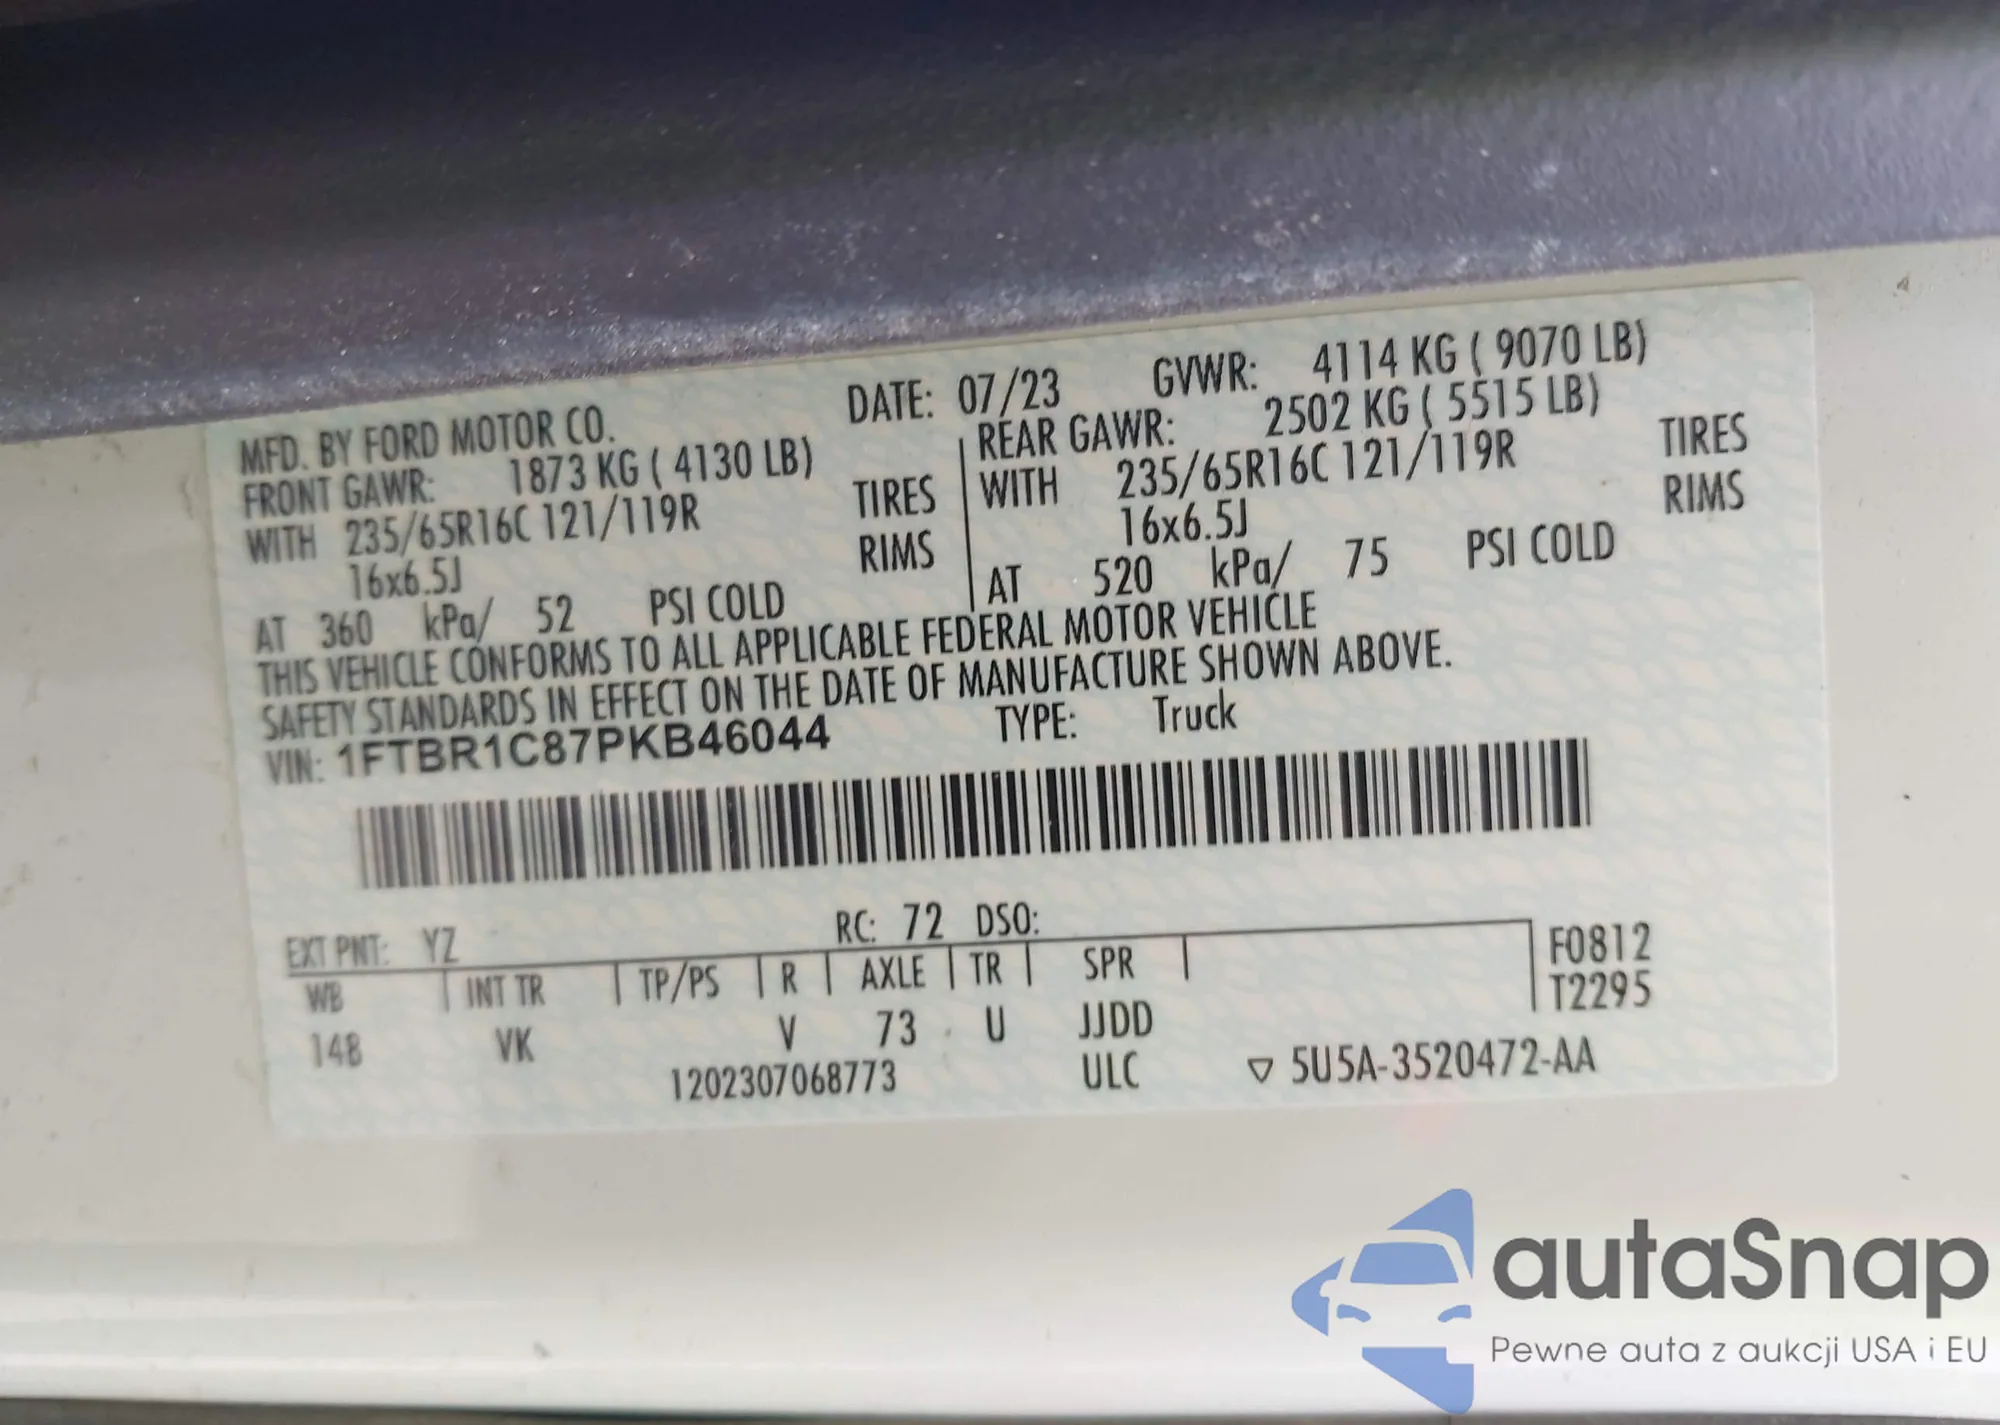 MFD. BY FORD MOTOR CO. DATE: 07/23 GVWR: 4114 KG ( 9070 LB)
FRONT GAWR: 1873 KG ( 4130 LB) REAR GAWR: 2502 KG ( 5515 LB)
WITH 235/65R16C 121/119R TIRES WITH 235/65R16C 121/119R TIRES
16x6.5J RIMS 16x6.5J RIMS
AT 360 kPa/ 52 PSI COLD AT 520 kPa/ 75 PSI COLD
THIS VEHICLE CONFORMS TO ALL APPLICABLE FEDERAL MOTOR VEHICLE
SAFETY STANDARDS IN EFFECT ON THE DATE OF MANUFACTURE SHOWN ABOVE.
VIN: 1FTBR1C87PKB46044 TYPE: Truck
EXT PNT: YZ RC: 72 DSO:
WB INT TR TP/PS R AXLE TR SPR F0812
148 VK V 73 U JJDD T2295
1202307068773 ULC ▽ 5U5A-3520472-AA
autaSnap
Pewne auta z aukcji USA i EU